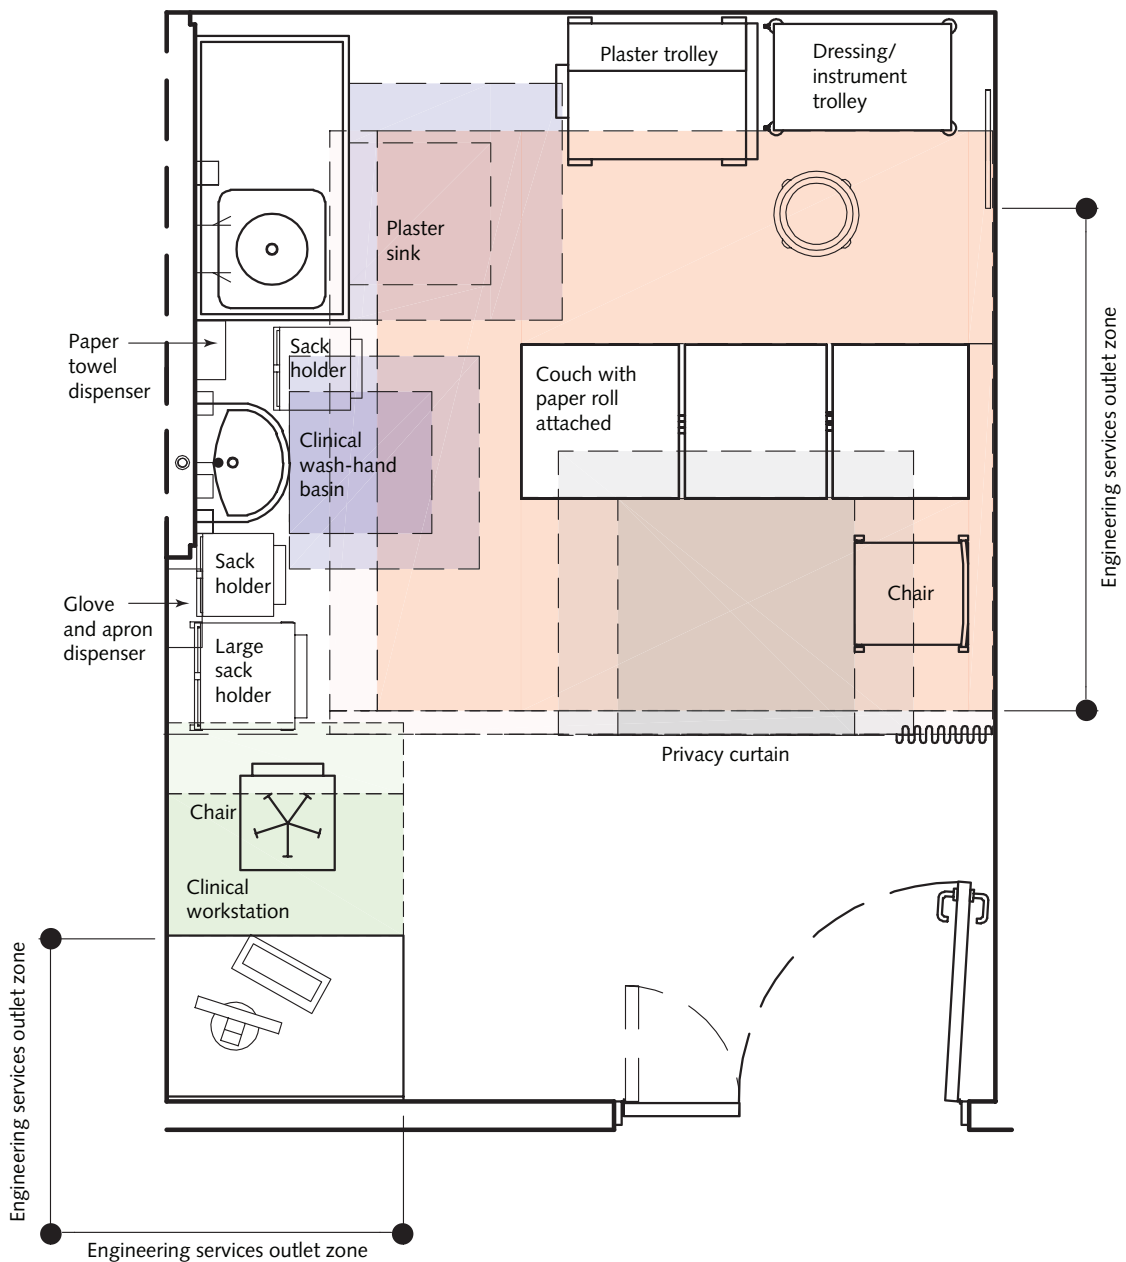 Plaster trolley
Dressing/
instrument
trolley
Plaster
sink
Paper
towel
dispenser
Sack
holder
Couch with
paper roll
attached
Clinical
wash-hand
basin
Engineering services outlet zone
Sack
holder
Glove
and apron
dispenser
Chair
Large
sack
holder
Privacy curtain
Chair
Clinical
workstation
Engineering services outlet zone
Engineering services outlet zone